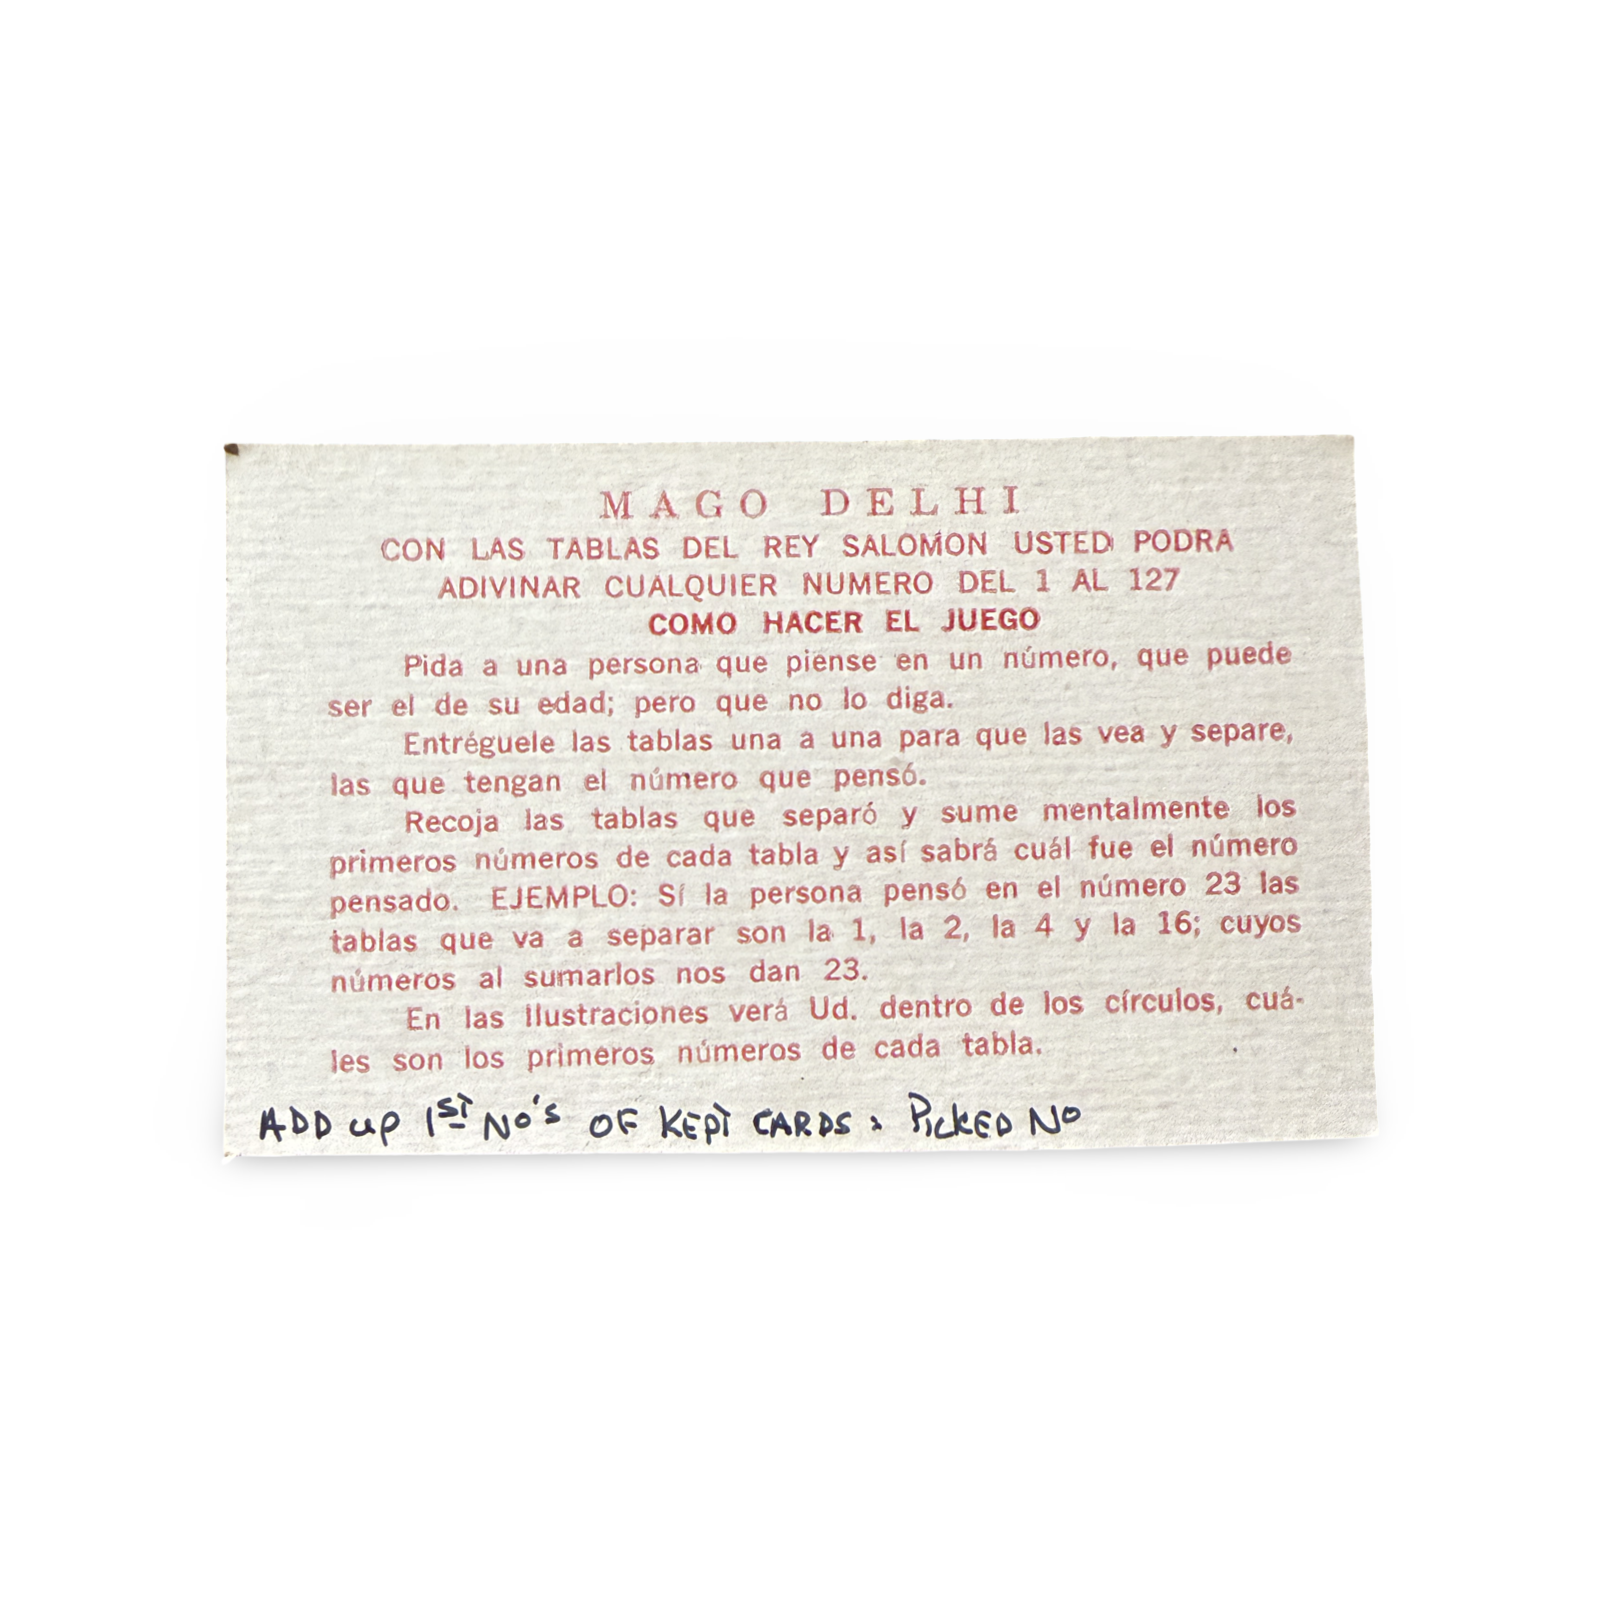 MAGO DELHI
CON LAS TABLAS DEL REY SALOMON USTED PODRA
ADIVINAR CUALQUIER NUMERO DEL 1 AL 127
COMO HACER EL JUEGO
Pida a una persona que piense en un número, que puede
ser el de su edad; pero que no lo diga.
Entréguele las tablas una a una para que las vea y separe,
las que tengan el número que pensó.
Recoja las tablas que separó y sume mentalmente los
primeros números de cada tabla y así sabrá cuál fue el número
pensado. EJEMPLO: Sí la persona pensó en el número 23 las
tablas que va a separar son la 1, la 2, la 4 y la 16; cuyos
números al sumarlos nos dan 23.
En las ilustraciones verá Ud. dentro de los círculos, cuá-
les son los primeros números de cada tabla.
ADD UP 1ST NO'S OF KEPT CARDS = PICKED NO